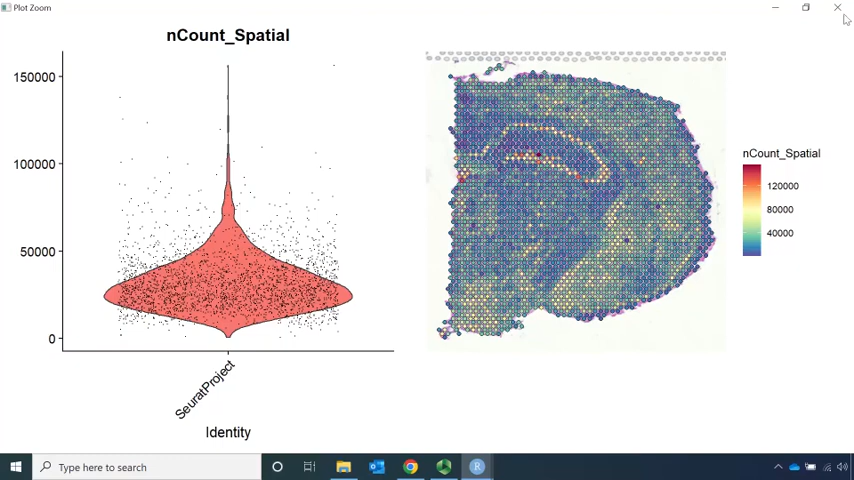 Plot Zoom
nCount_Spatial
150000
100000
50000
0
SeuratProject
Identity
nCount_Spatial
120000
80000
40000
Type here to search